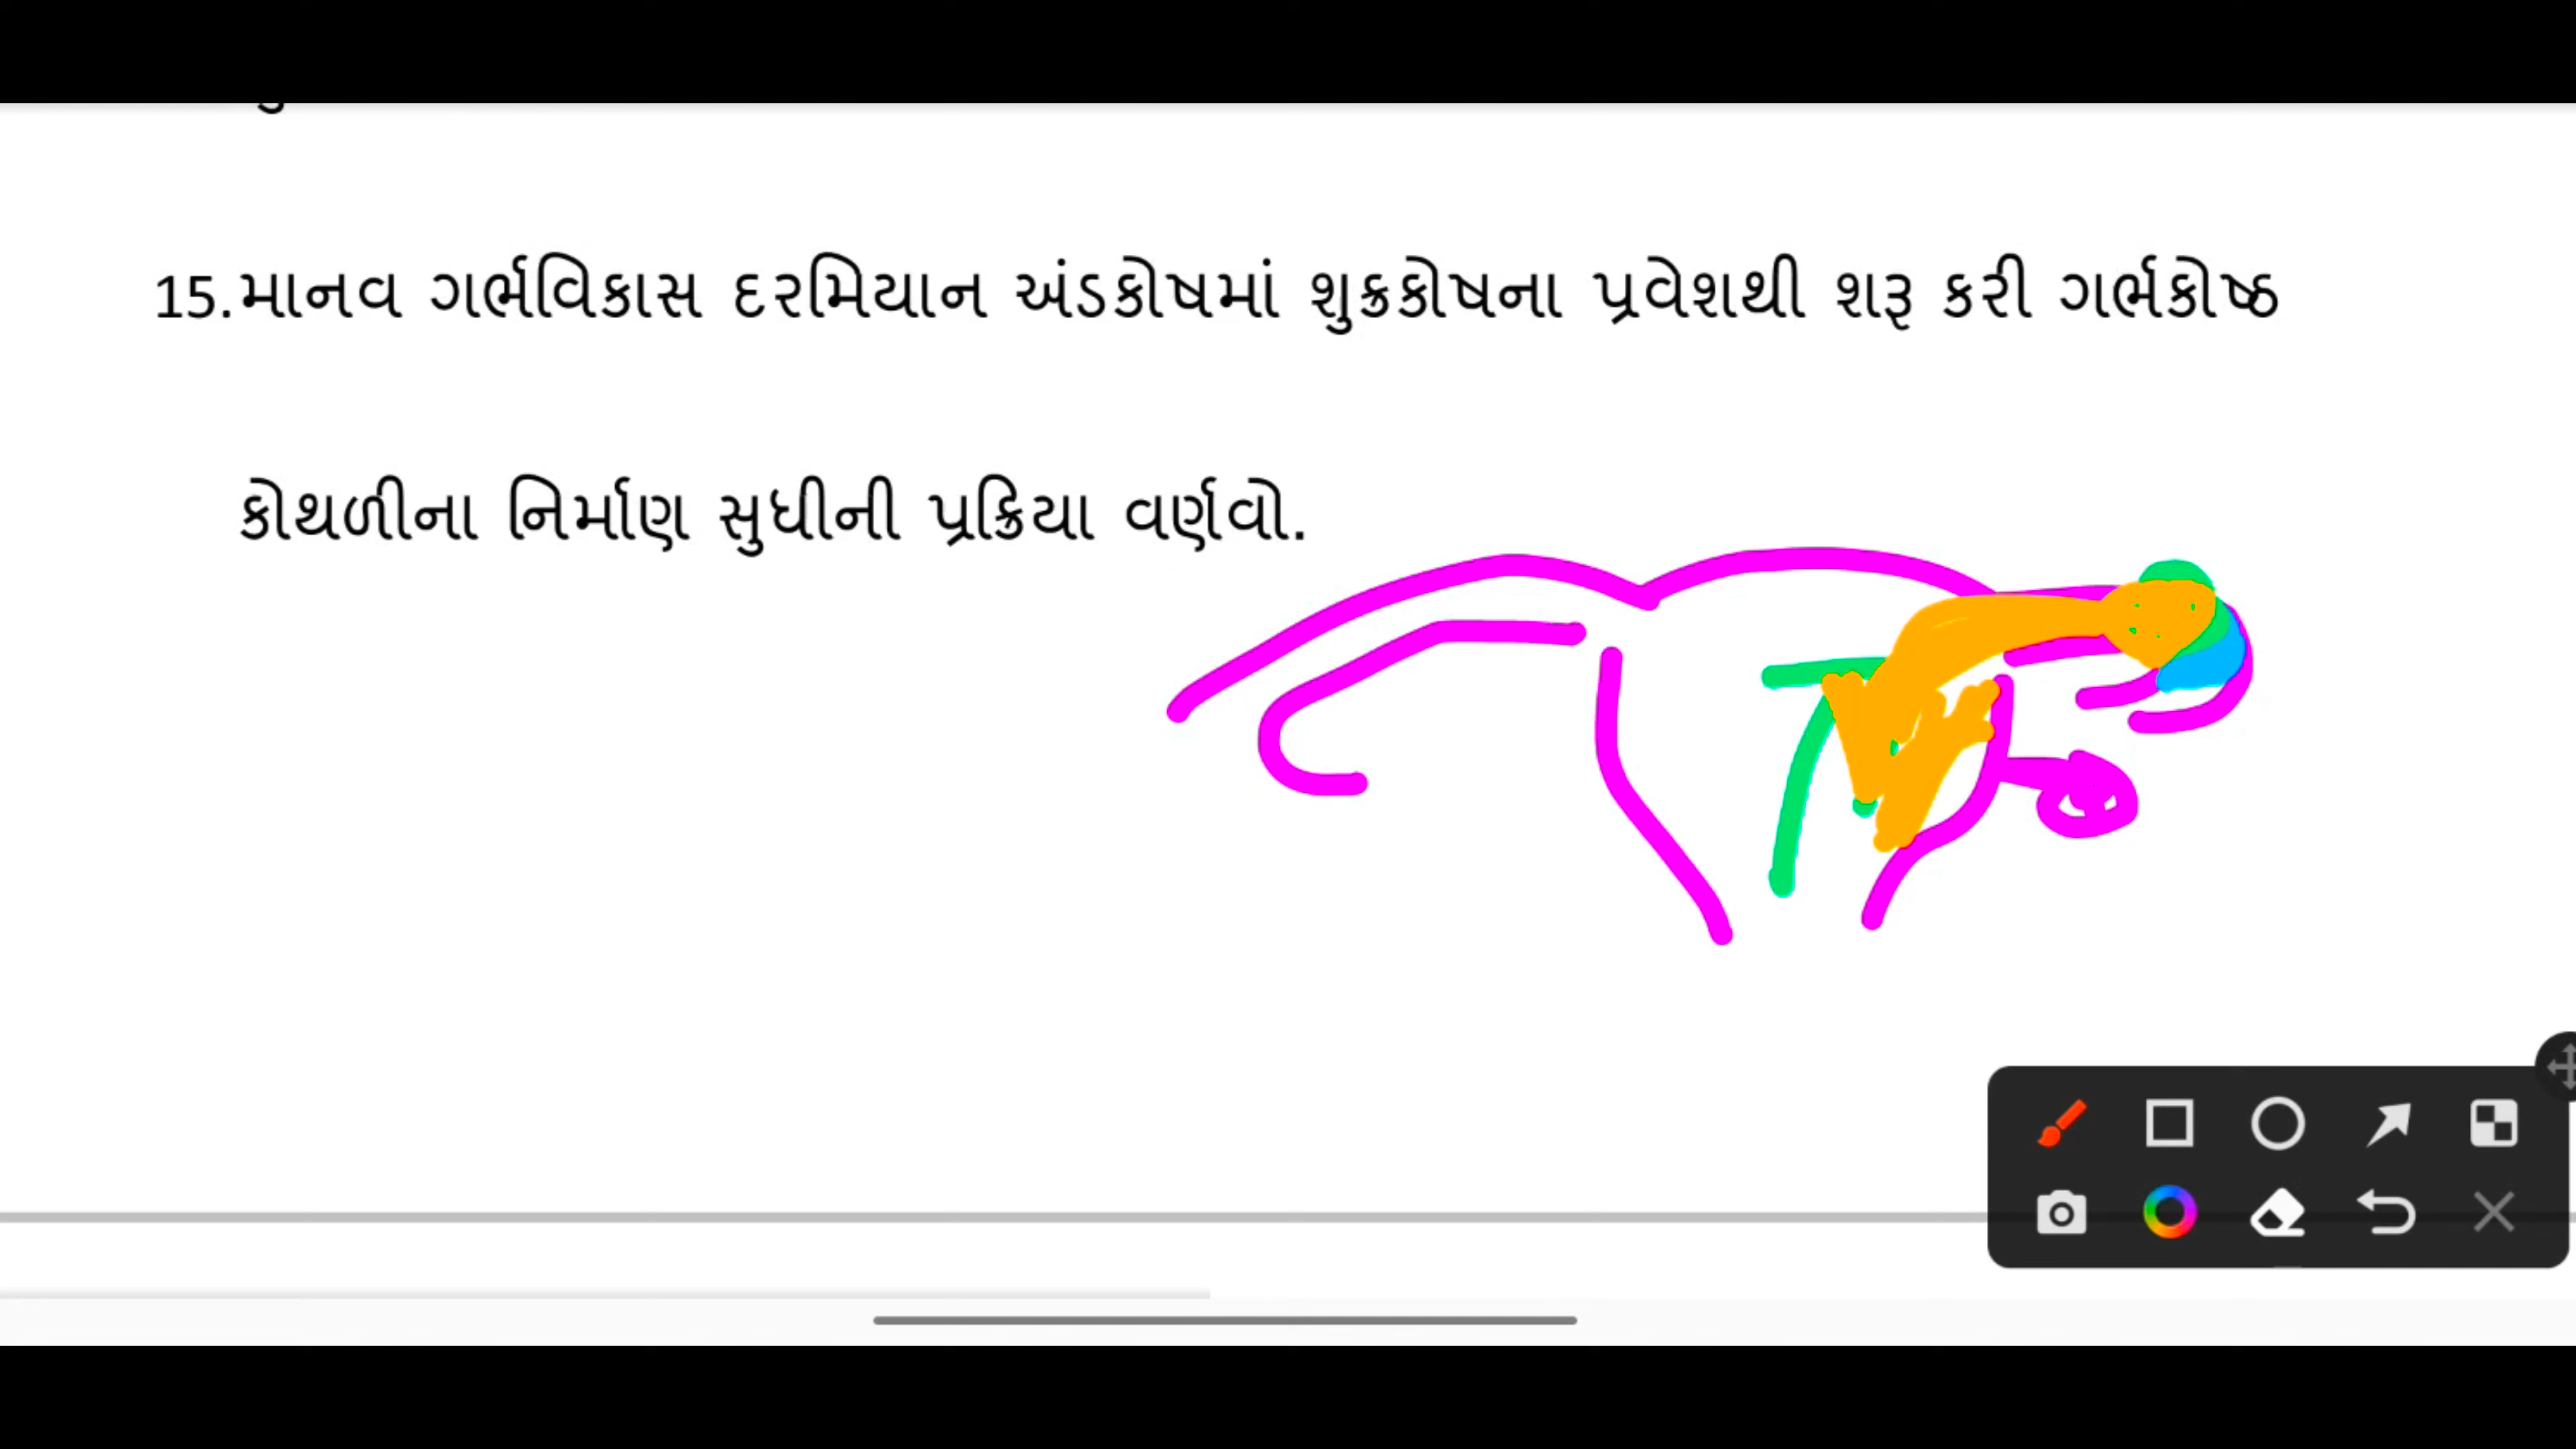 15.માનવ ગર્ભવિકાસ દરમિયાન અંડકોષમાં શુક્રકોષના પ્રવેશથી શરૂ કરી ગર્ભકોષ્ઠ
કોથળીના નિર્માણ સુધીની પ્રક્રિયા વર્ણવો.